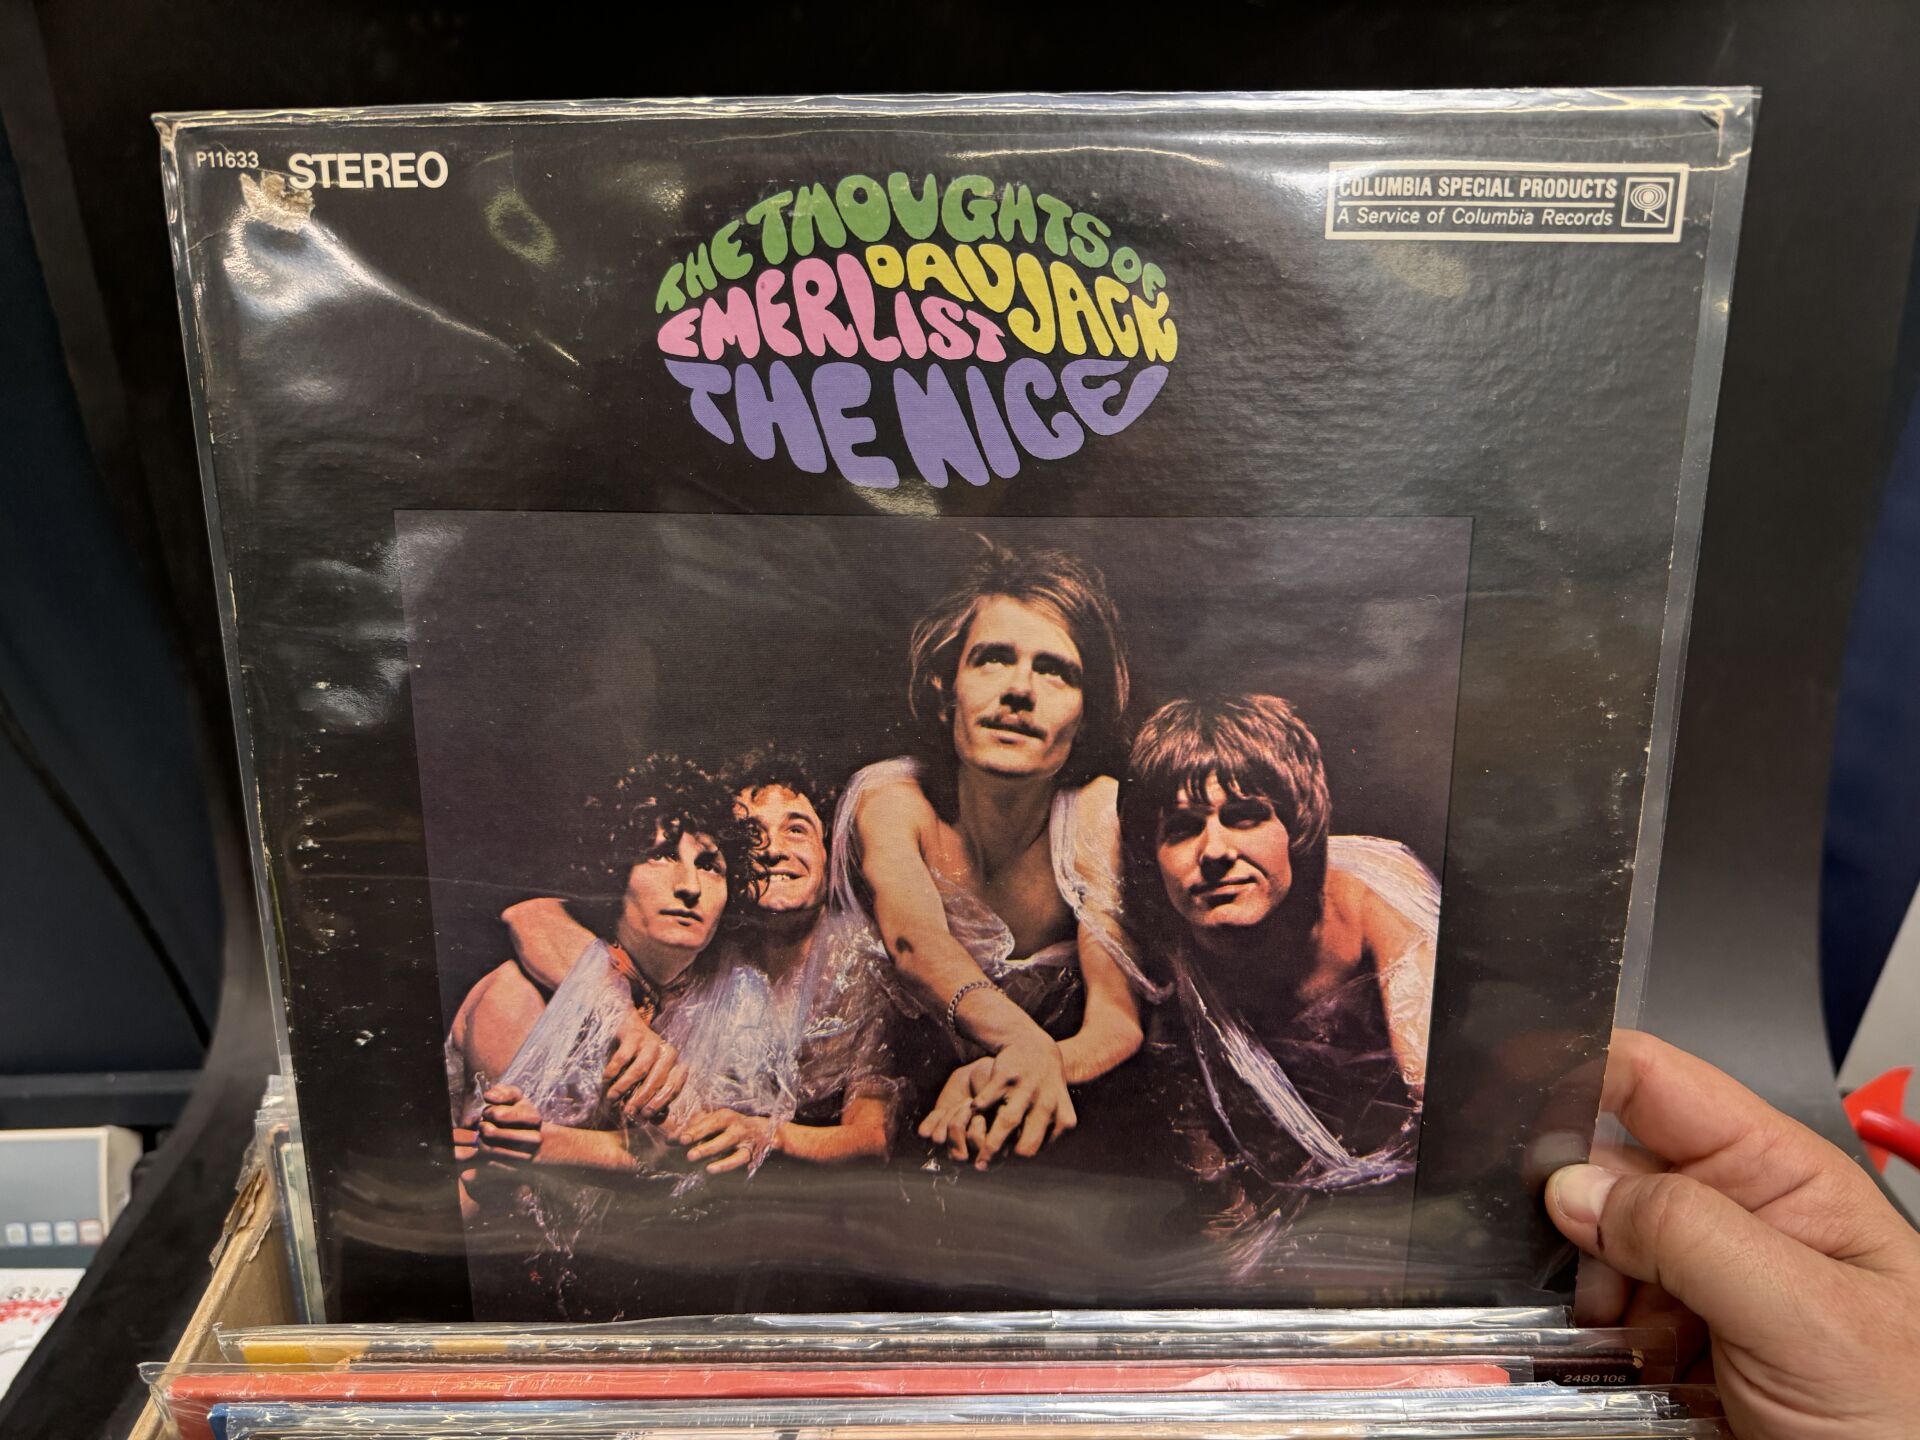 P11633 STEREO
COLUMBIA SPECIAL PRODUCTS
A Service of Columbia Records
THE THOUGHTS OF
EMERLIST DAVJACK
THE NICE
2480 106